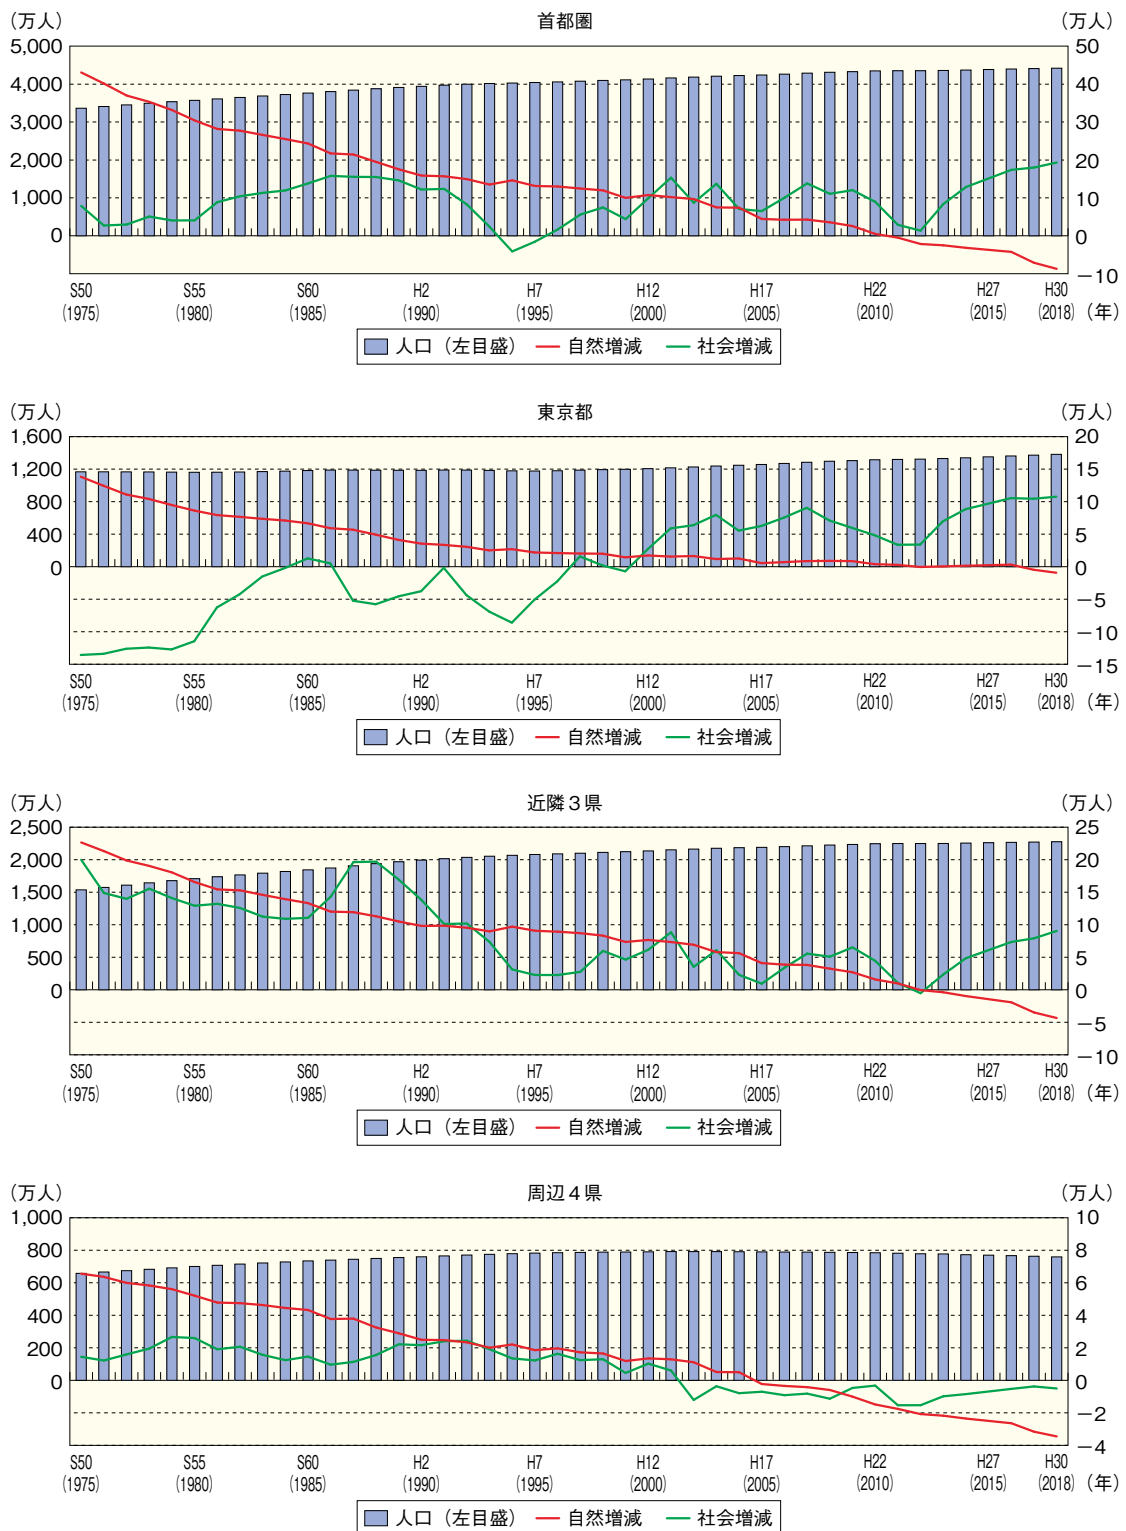 (万人) 首都圏 (万人)
5,000 50
4,000 40
3,000 30
2,000 20
1,000 10
0 0
−10
S50 S55 S60 H2 H7 H12 H17 H22 H27 H30
(1975) (1980) (1985) (1990) (1995) (2000) (2005) (2010) (2015) (2018) (年)
人口（左目盛） 自然増減 社会増減
(万人) 東京都 (万人)
1,600 20
1,200 15
800 10
400 5
0 0
−5
−10
−15
S50 S55 S60 H2 H7 H12 H17 H22 H27 H30
(1975) (1980) (1985) (1990) (1995) (2000) (2005) (2010) (2015) (2018) (年)
人口（左目盛） 自然増減 社会増減
(万人) 近隣３県 (万人)
2,500 25
2,000 20
1,500 15
1,000 10
500 5
0 0
−5
−10
S50 S55 S60 H2 H7 H12 H17 H22 H27 H30
(1975) (1980) (1985) (1990) (1995) (2000) (2005) (2010) (2015) (2018) (年)
人口（左目盛） 自然増減 社会増減
(万人) 周辺４県 (万人)
1,000 10
800 8
600 6
400 4
200 2
0 0
−2
−4
S50 S55 S60 H2 H7 H12 H17 H22 H27 H30
(1975) (1980) (1985) (1990) (1995) (2000) (2005) (2010) (2015) (2018) (年)
人口（左目盛） 自然増減 社会増減